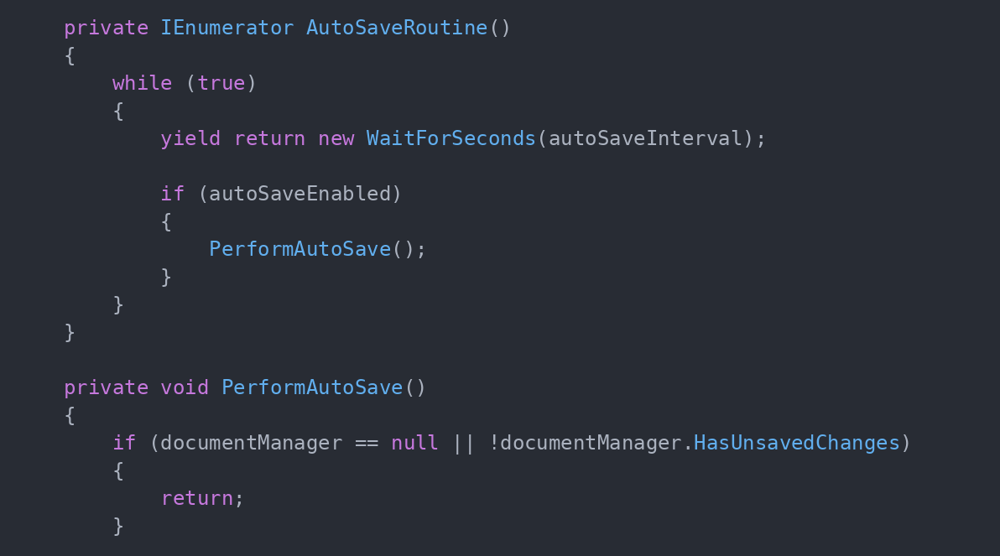 private IEnumerator AutoSaveRoutine()
{
    while (true)
    {
        yield return new WaitForSeconds(autoSaveInterval);

        if (autoSaveEnabled)
        {
            PerformAutoSave();
        }
    }
}

private void PerformAutoSave()
{
    if (documentManager == null || !documentManager.HasUnsavedChanges)
    {
        return;
    }